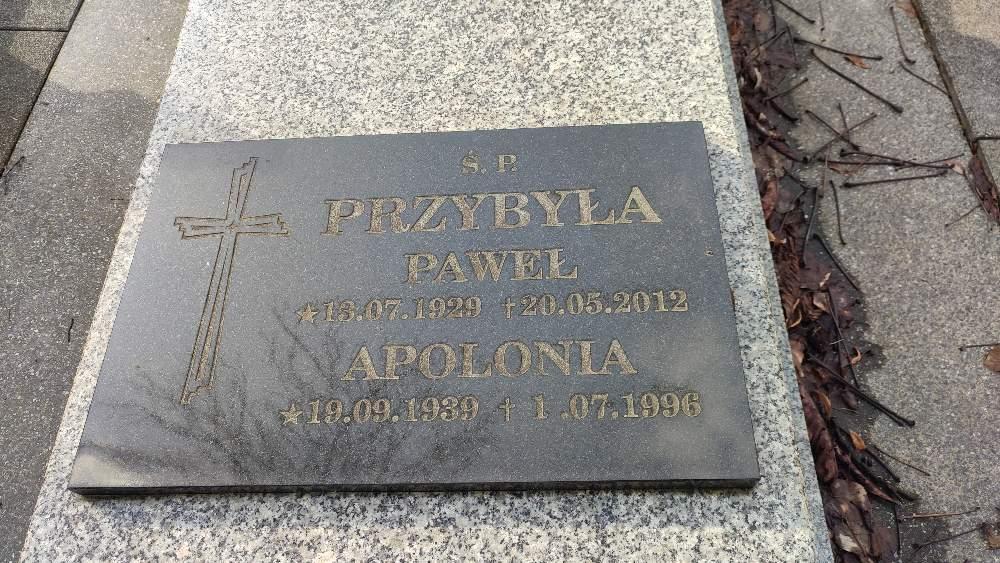 Ś. P.
PRZYBYŁA
PAWEŁ
★13.07.1929 ✝20.05.2012
APOLONIA
★19.09.1939 ✝ 1 .07.1996